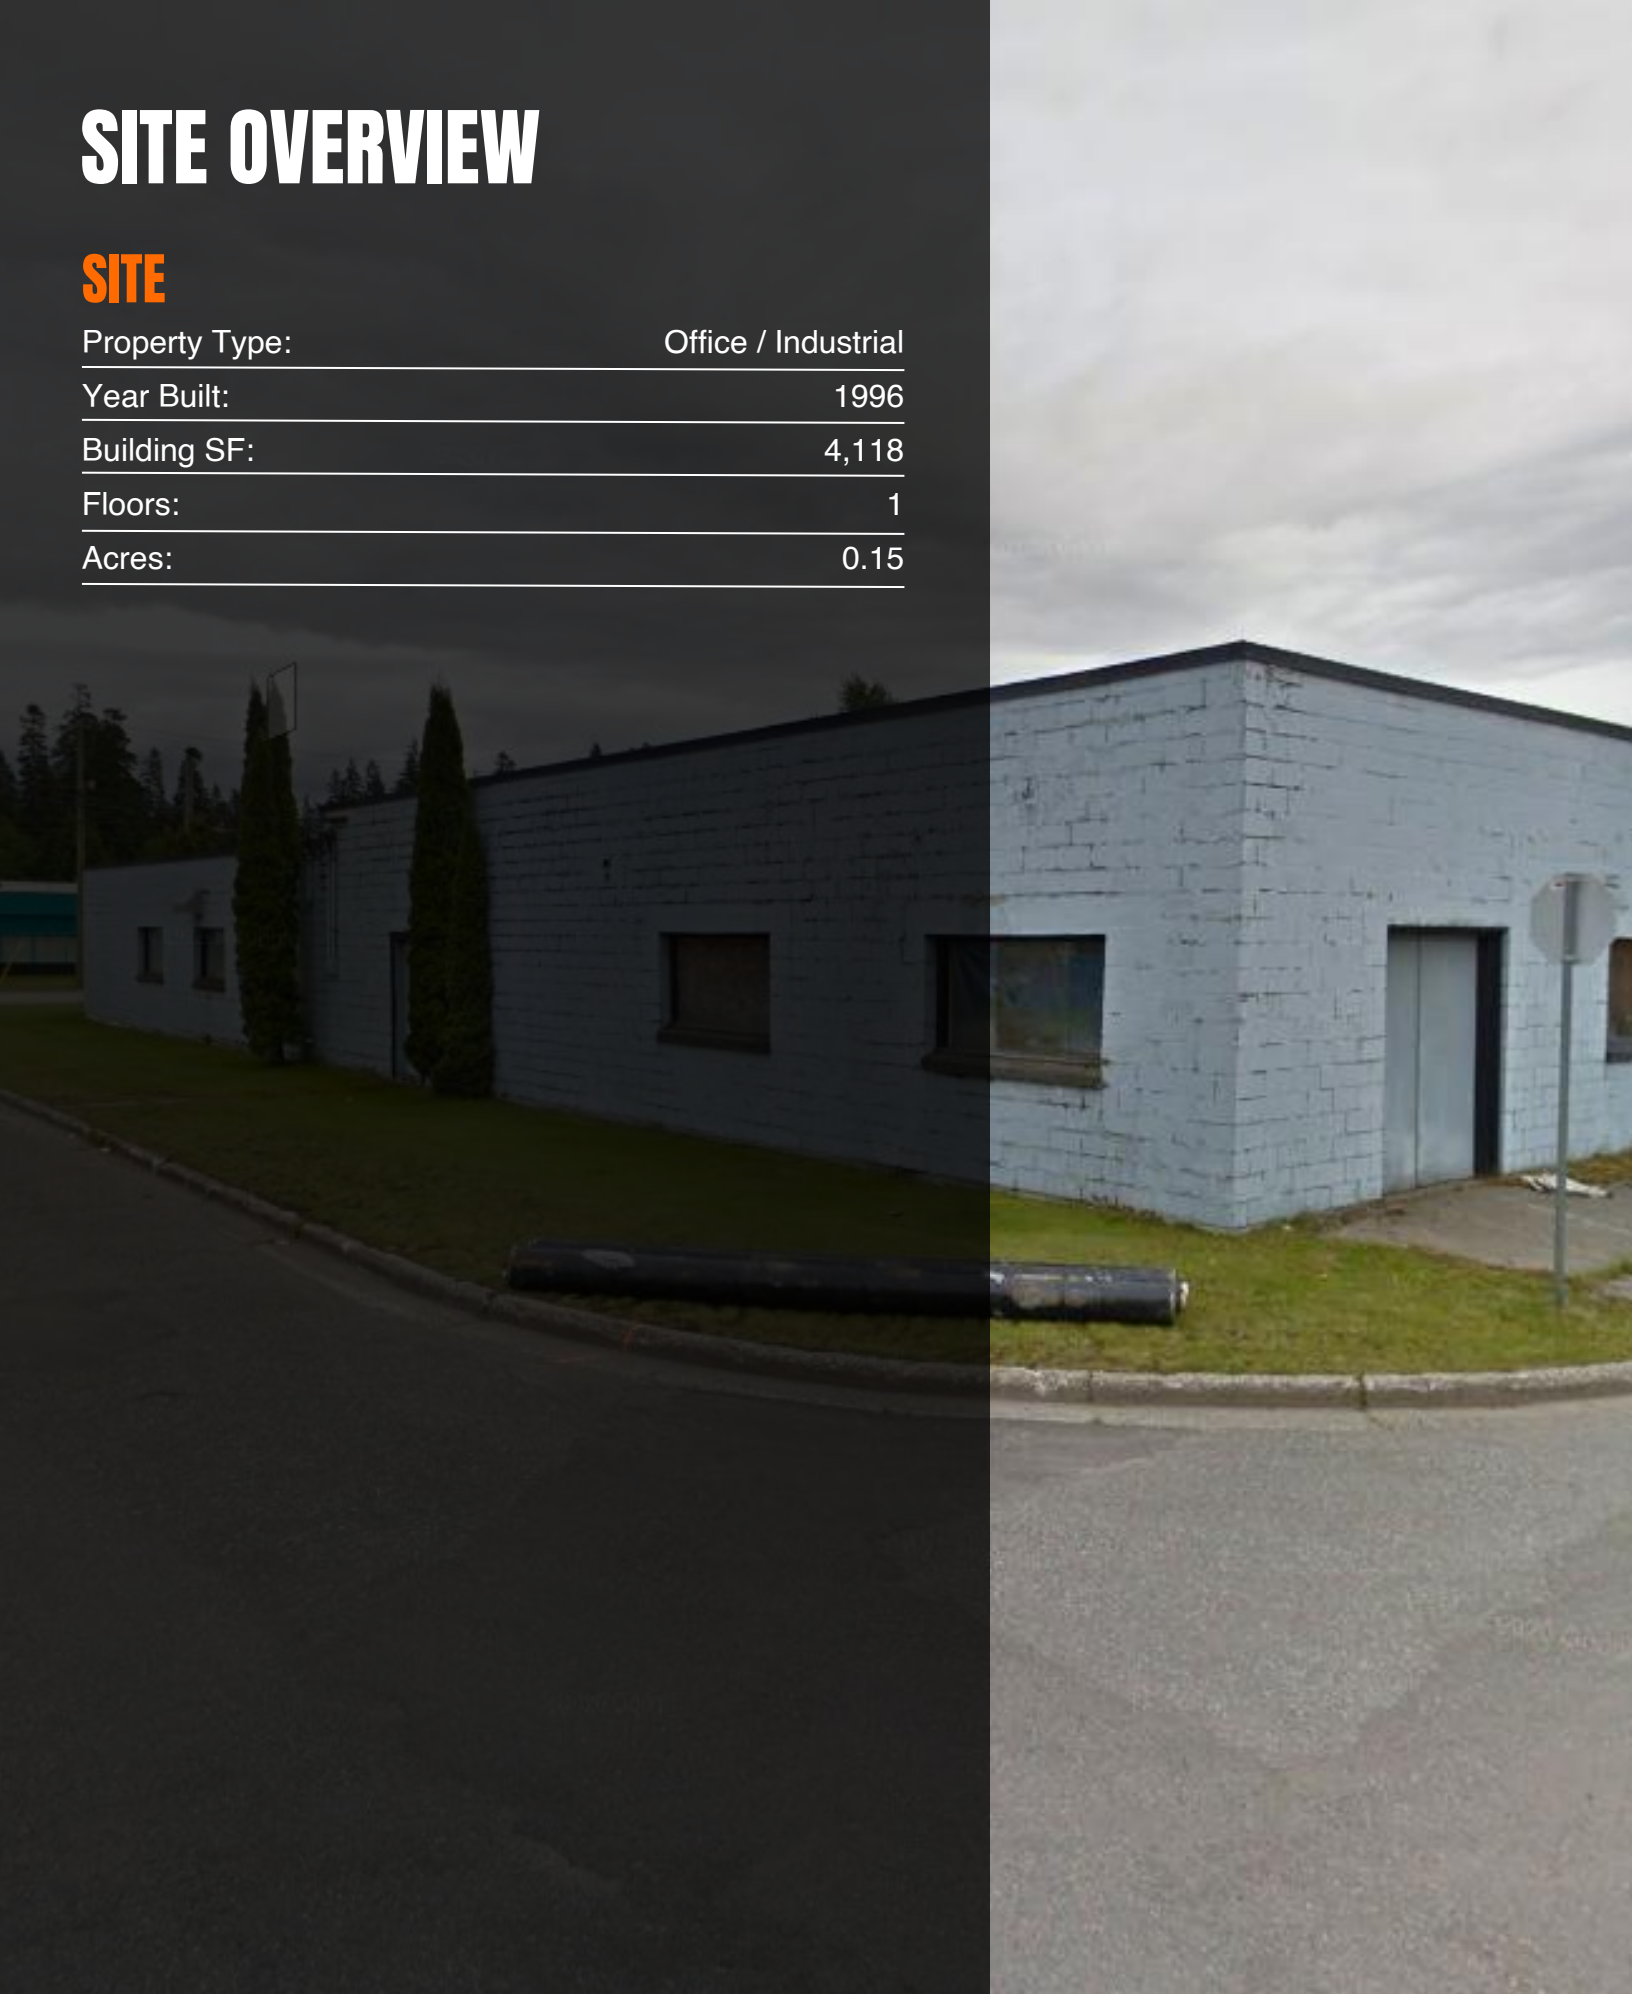 SITE OVERVIEW
SITE
Property Type: Office / Industrial
Year Built: 1996
Building SF: 4,118
Floors: 1
Acres: 0.15